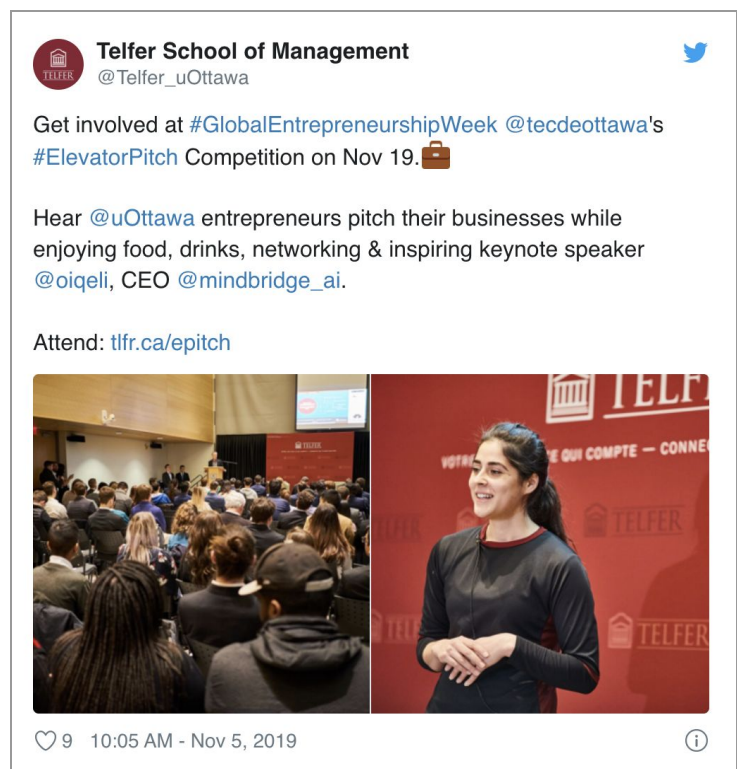 Telfer School of Management
TELFER
@Telfer_uOttawa
Get involved at #GlobalEntrepreneurshipWeek @tecdeottawa's
#ElevatorPitch Competition on Nov 19.
Hear @uOttawa entrepreneurs pitch their businesses while
enjoying food, drinks, networking & inspiring keynote speaker
@oiqeli, CEO @mindbridge_ai.
Attend: tlfr.ca/epitch
TELFER
TELF
VOTRE
E QUI COMPTE — CONNE
TELFER
TELFER
TELFER
9 10:05 AM - Nov 5, 2019